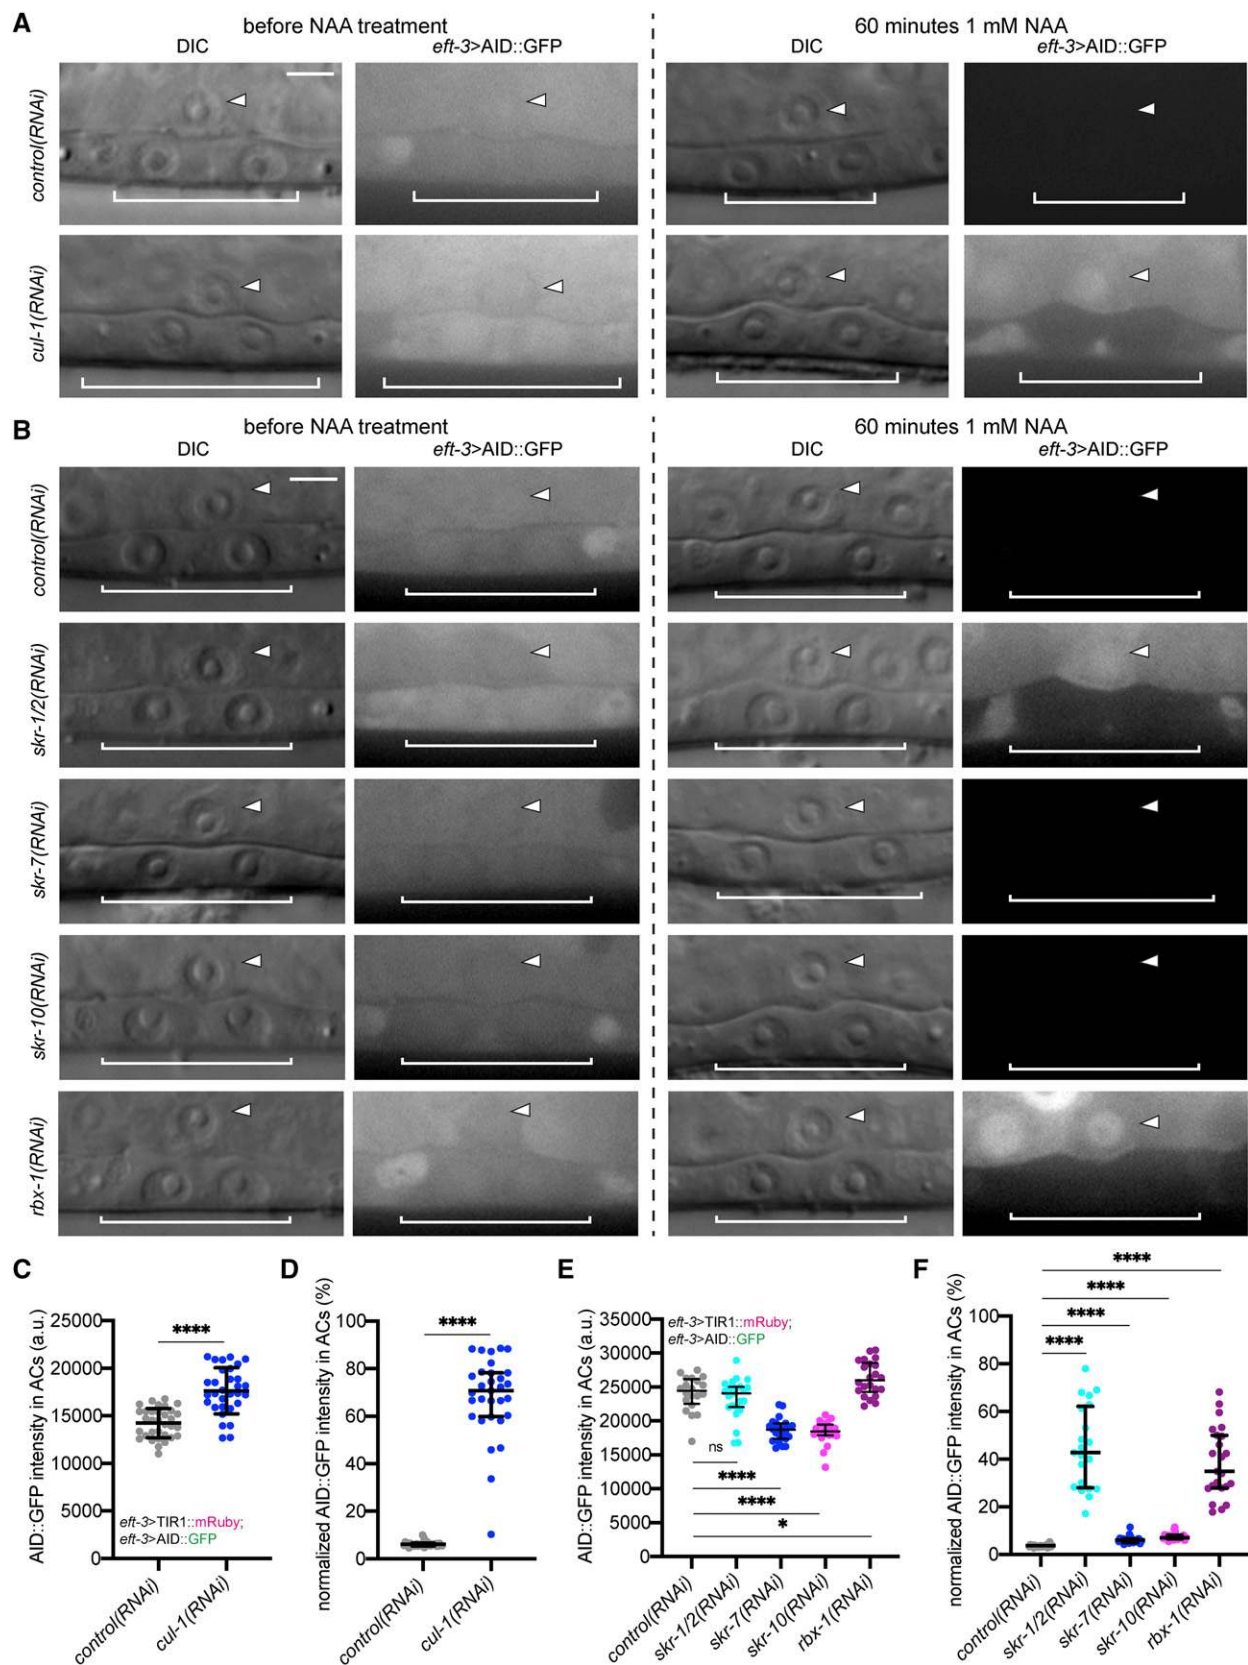 A
before NAA treatment
60 minutes 1 mM NAA
DIC
eft-3>AID::GFP
DIC
eft-3>AID::GFP
control(RNAi)
cul-1(RNAi)
B
before NAA treatment
60 minutes 1 mM NAA
DIC
eft-3>AID::GFP
DIC
eft-3>AID::GFP
control(RNAi)
skr-1/2(RNAi)
skr-7(RNAi)
skr-10(RNAi)
rbx-1(RNAi)
C
AID::GFP intensity in ACs (a.u.)
25000
20000
15000
10000
5000
0
****
eft-3>TIR1::mRuby;
eft-3>AID::GFP
control(RNAi)
cul-1(RNAi)
D
normalized AID::GFP intensity in ACs (%)
100
80
60
40
20
0
****
control(RNAi)
cul-1(RNAi)
E
AID::GFP intensity in ACs (a.u.)
35000
30000
25000
20000
15000
10000
5000
0
eft-3>TIR1::mRuby;
eft-3>AID::GFP
ns
****
****
*
control(RNAi)
skr-1/2(RNAi)
skr-7(RNAi)
skr-10(RNAi)
rbx-1(RNAi)
F
normalized AID::GFP intensity in ACs (%)
100
80
60
40
20
0
****
****
****
****
control(RNAi)
skr-1/2(RNAi)
skr-7(RNAi)
skr-10(RNAi)
rbx-1(RNAi)